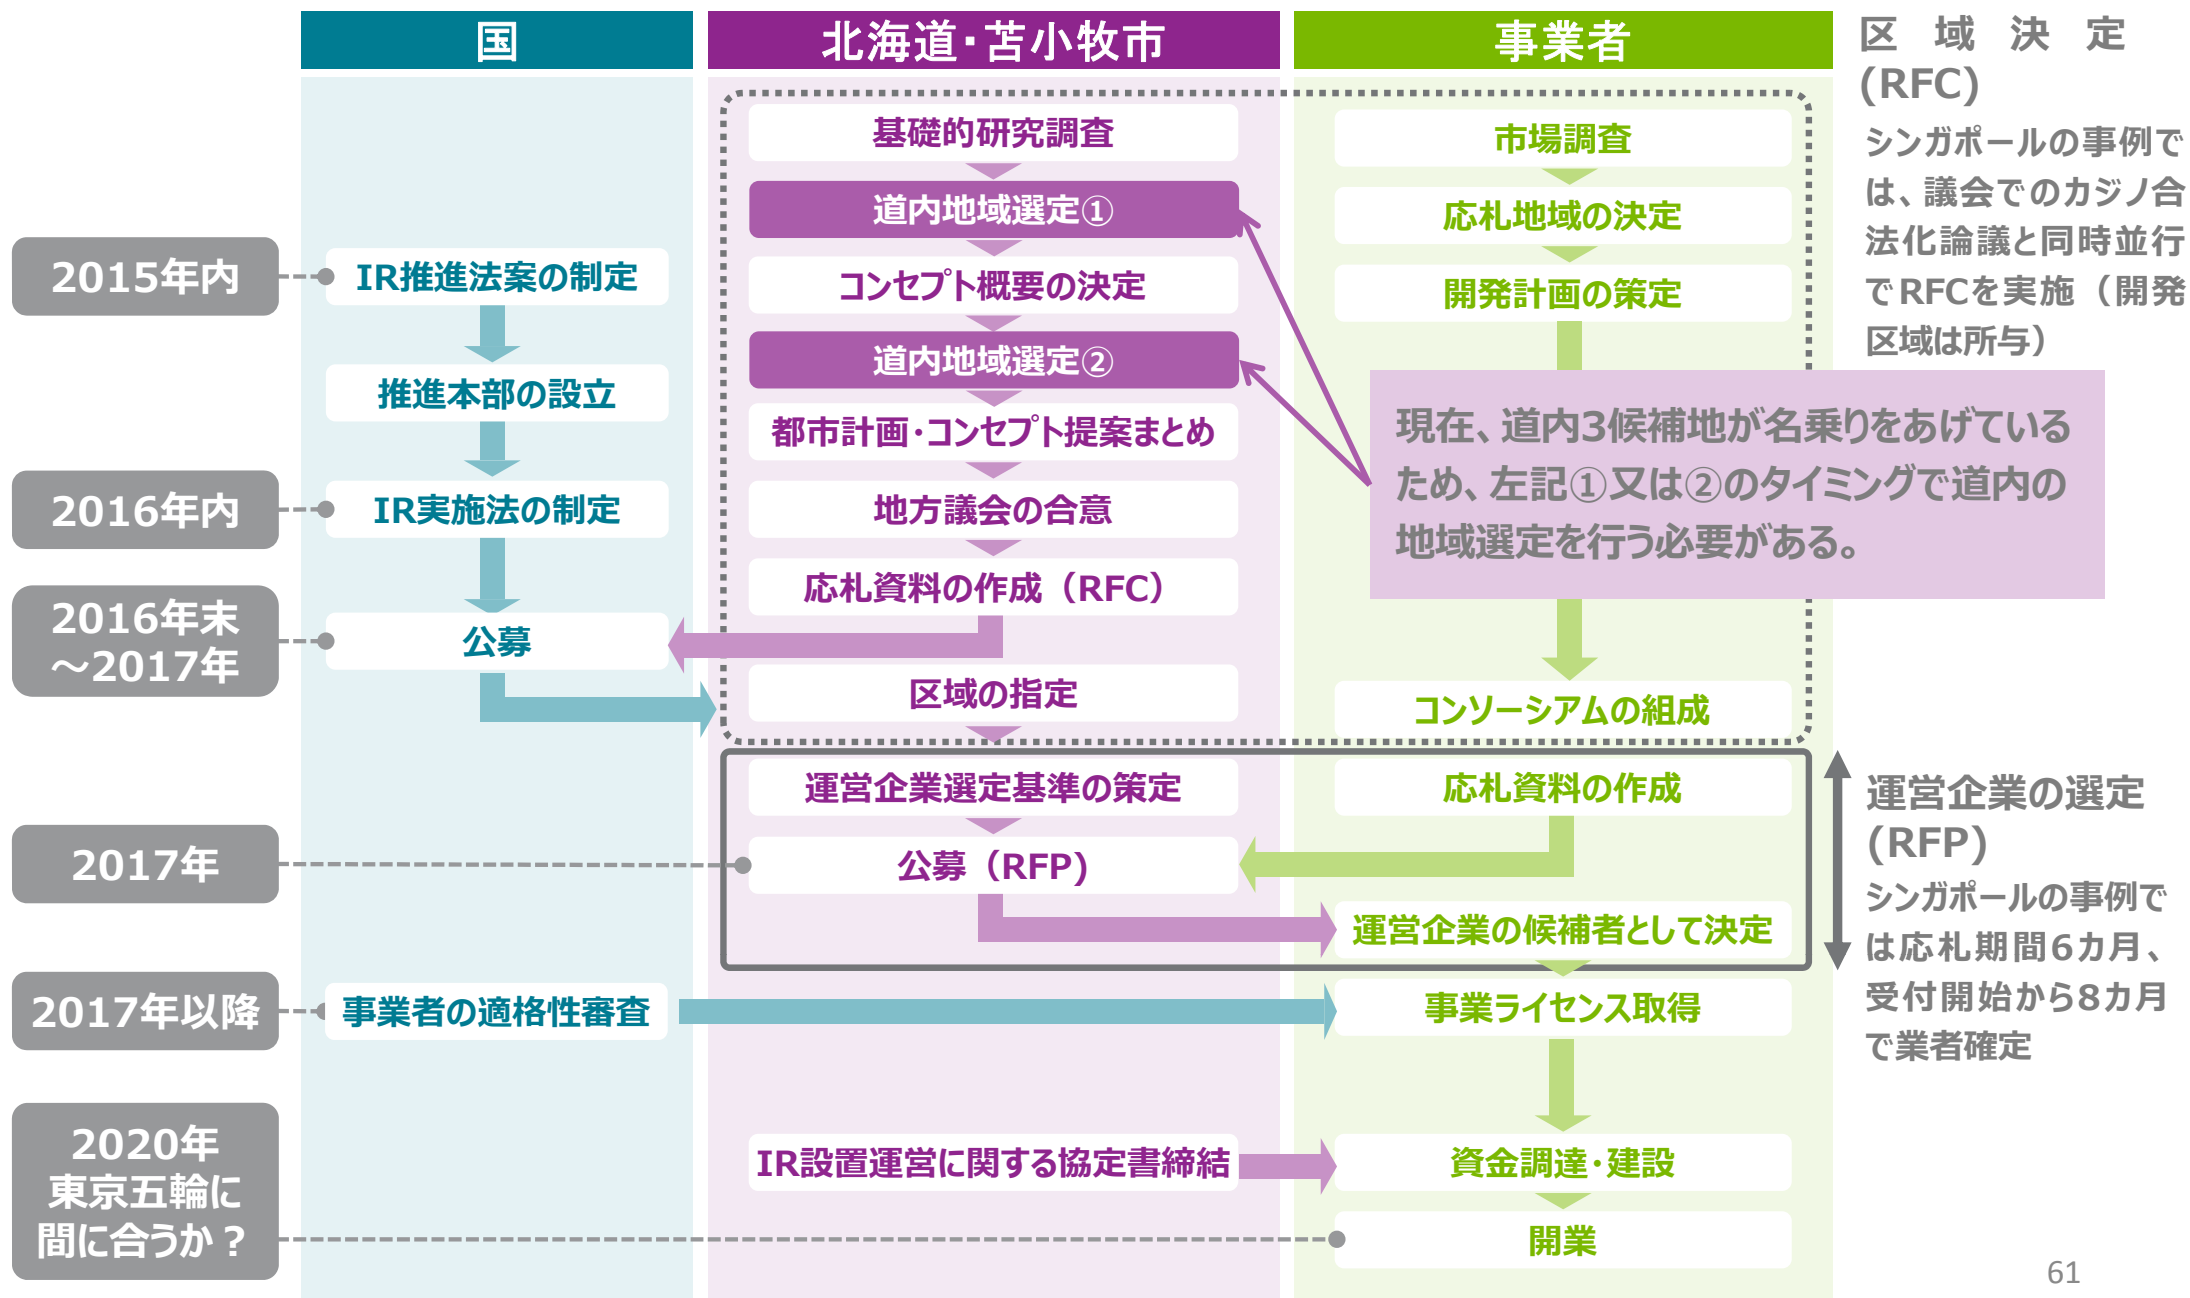 国
北海道・苫小牧市
事業者
2015年内
2016年内
2016年末
～2017年
2017年
2017年以降
2020年
東京五輪に
間に合うか？
IR推進法案の制定
推進本部の設立
IR実施法の制定
公募
事業者の適格性審査
基礎的研究調査
道内地域選定①
コンセプト概要の決定
道内地域選定②
都市計画・コンセプト提案まとめ
地方議会の合意
応札資料の作成（RFC）
区域の指定
運営企業選定基準の策定
公募（RFP)
IR設置運営に関する協定書締結
市場調査
応札地域の決定
開発計画の策定
現在、道内3候補地が名乗りをあげている
ため、左記①又は②のタイミングで道内の
地域選定を行う必要がある。
コンソーシアムの組成
応札資料の作成
運営企業の候補者として決定
事業ライセンス取得
資金調達・建設
開業
区域決定
(RFC)
シンガポールの事例で
は、議会でのカジノ合
法化論議と同時並行
でRFCを実施（開発
区域は所与）
運営企業の選定
(RFP)
シンガポールの事例で
は応札期間6カ月、
受付開始から8カ月
で業者確定
61